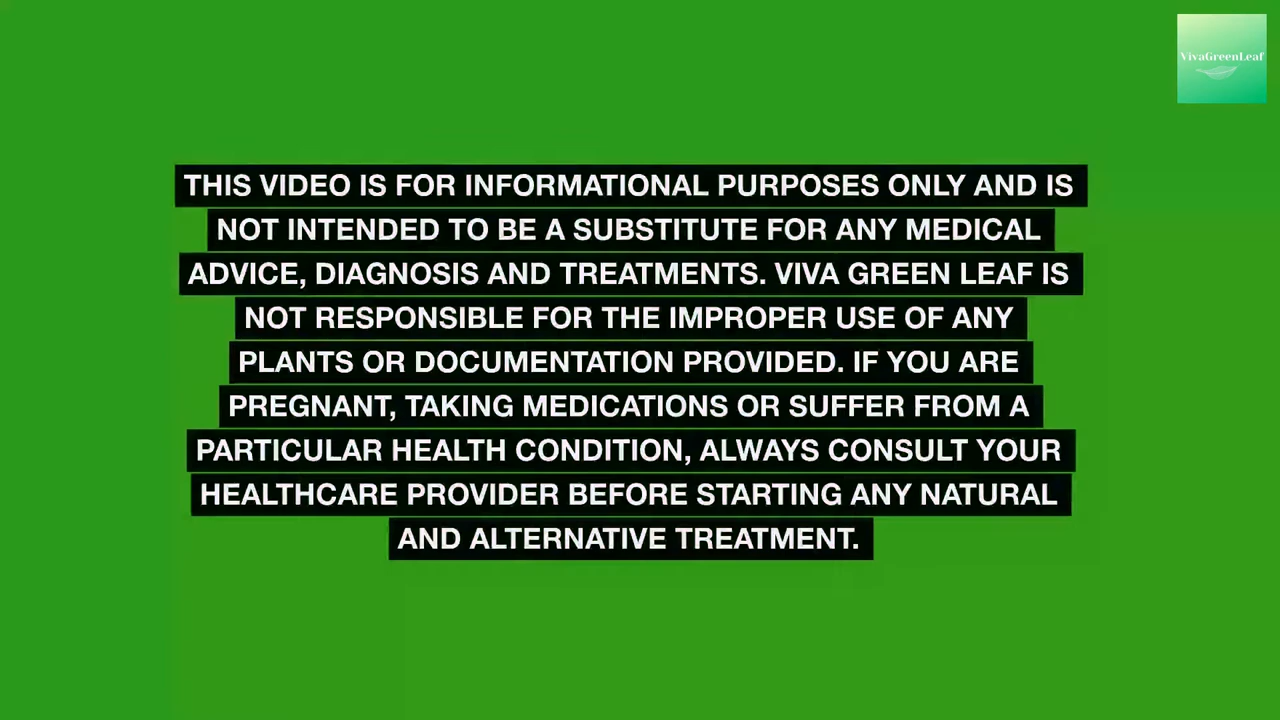 VivaGreenLeaf
THIS VIDEO IS FOR INFORMATIONAL PURPOSES ONLY AND IS
NOT INTENDED TO BE A SUBSTITUTE FOR ANY MEDICAL
ADVICE, DIAGNOSIS AND TREATMENTS. VIVA GREEN LEAF IS
NOT RESPONSIBLE FOR THE IMPROPER USE OF ANY
PLANTS OR DOCUMENTATION PROVIDED. IF YOU ARE
PREGNANT, TAKING MEDICATIONS OR SUFFER FROM A
PARTICULAR HEALTH CONDITION, ALWAYS CONSULT YOUR
HEALTHCARE PROVIDER BEFORE STARTING ANY NATURAL
AND ALTERNATIVE TREATMENT.